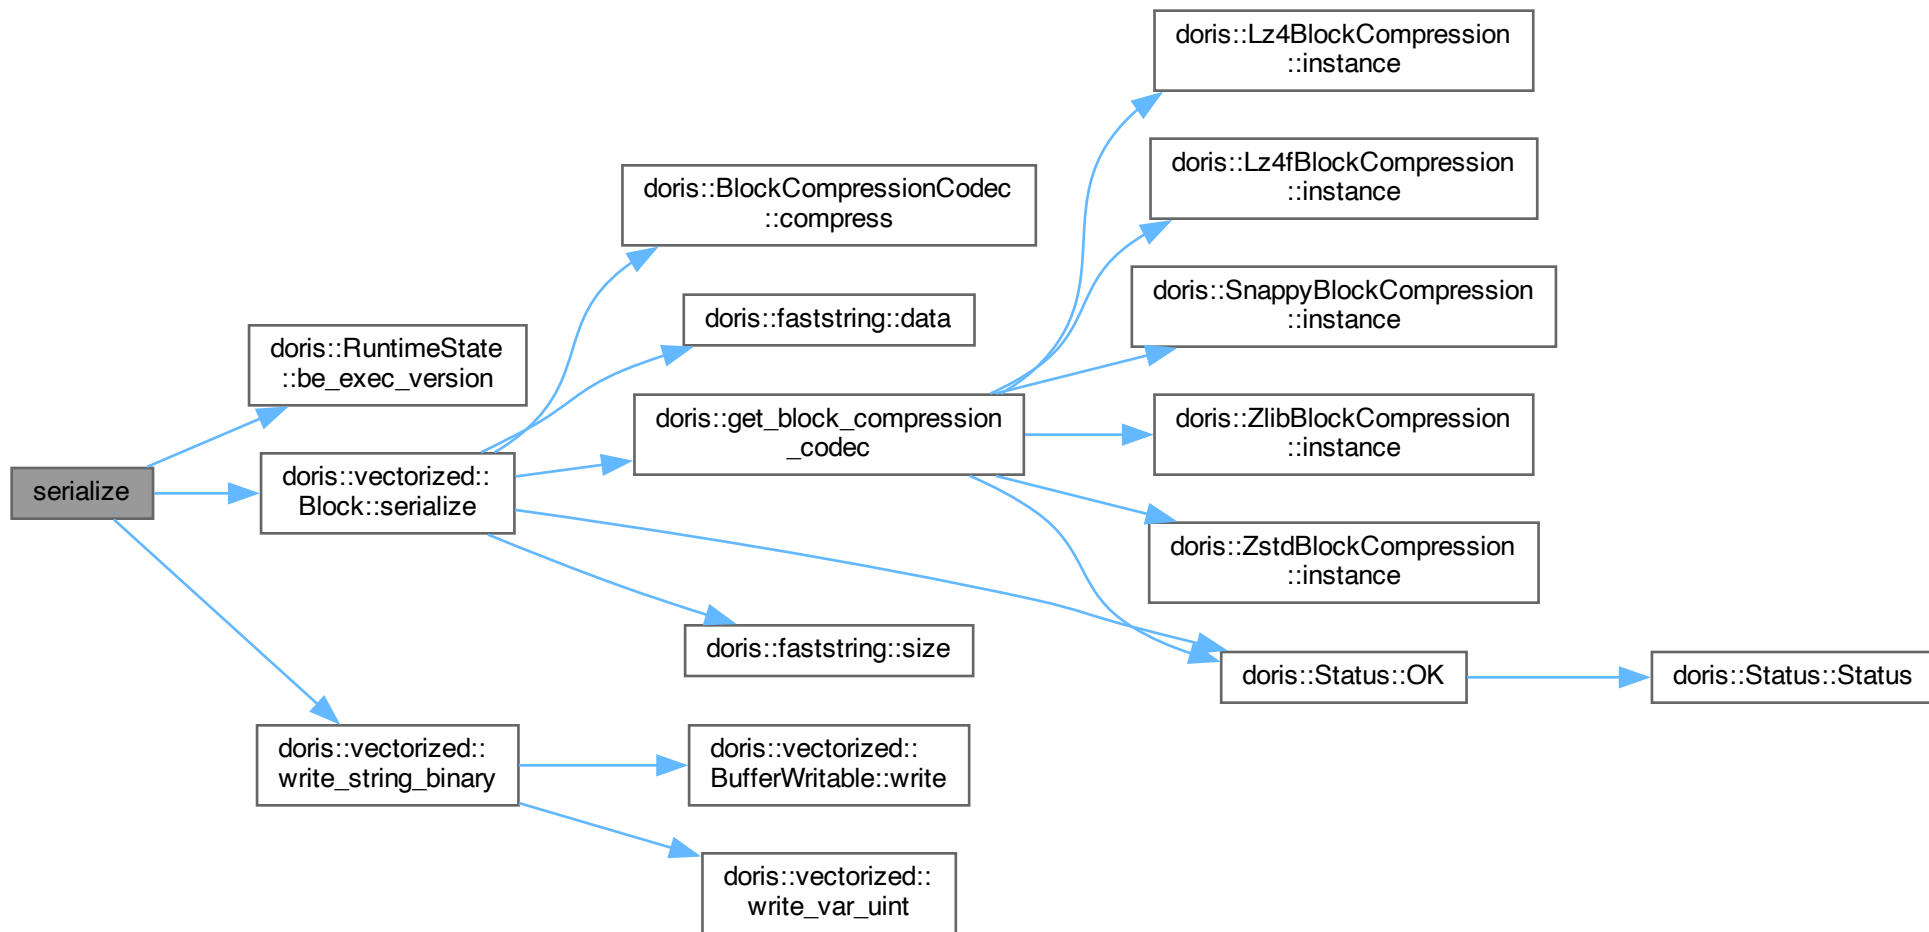 serialize
doris::RuntimeState
::be_exec_version
doris::vectorized::
Block::serialize
doris::vectorized::
write_string_binary
doris::BlockCompressionCodec
::compress
doris::faststring::data
doris::get_block_compression
_codec
doris::faststring::size
doris::vectorized::
BufferWritable::write
doris::vectorized::
write_var_uint
doris::Lz4BlockCompression
::instance
doris::Lz4fBlockCompression
::instance
doris::SnappyBlockCompression
::instance
doris::ZlibBlockCompression
::instance
doris::ZstdBlockCompression
::instance
doris::Status::OK
doris::Status::Status